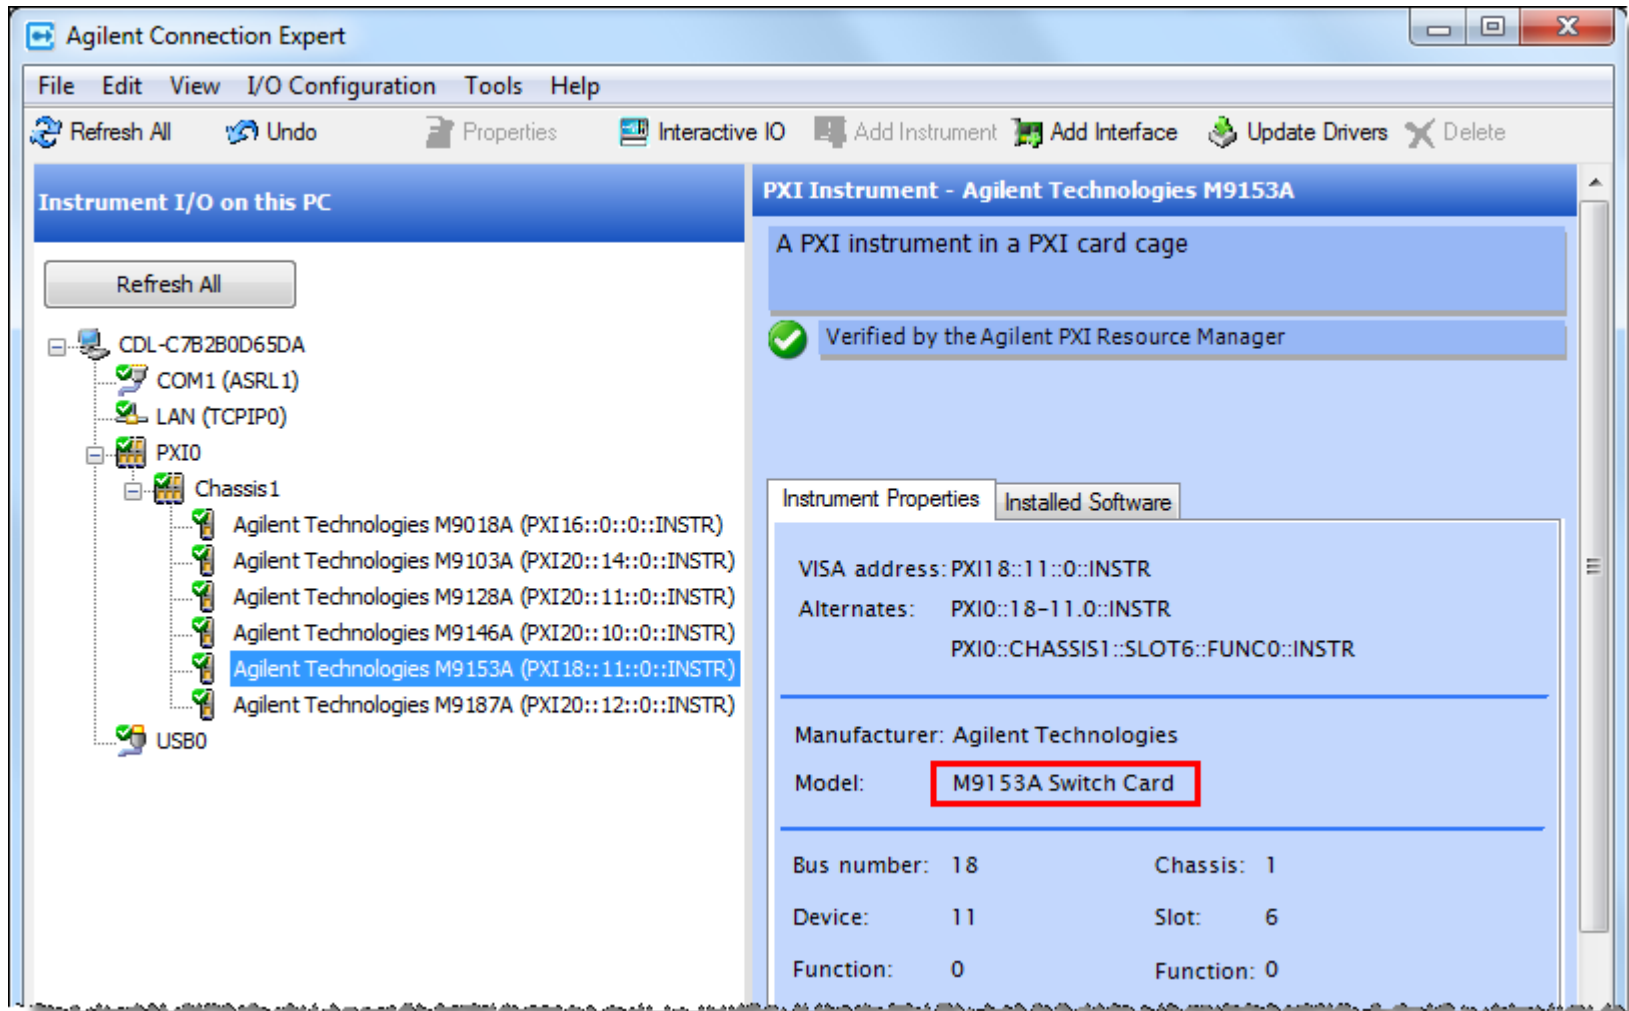 Agilent Connection Expert
File Edit View I/O Configuration Tools Help
Refresh All Undo Properties Interactive IO Add Instrument Add Interface Update Drivers Delete
Instrument I/O on this PC
Refresh All
CDL-C7B2B0D65DA
COM1 (ASRL1)
LAN (TCPIP0)
PXI0
Chassis1
Agilent Technologies M9018A (PXI16::0::0::INSTR)
Agilent Technologies M9103A (PXI20::14::0::INSTR)
Agilent Technologies M9128A (PXI20::11::0::INSTR)
Agilent Technologies M9146A (PXI20::10::0::INSTR)
Agilent Technologies M9153A (PXI18::11::0::INSTR)
Agilent Technologies M9187A (PXI20::12::0::INSTR)
USB0
PXI Instrument - Agilent Technologies M9153A
A PXI instrument in a PXI card cage
Verified by the Agilent PXI Resource Manager
Instrument Properties Installed Software
VISA address: PXI18::11::0::INSTR
Alternates: PXI0::18-11.0::INSTR
PXI0::CHASSIS1::SLOT6::FUNC0::INSTR
Manufacturer: Agilent Technologies
Model: M9153A Switch Card
Bus number: 18 Chassis: 1
Device: 11 Slot: 6
Function: 0 Function: 0